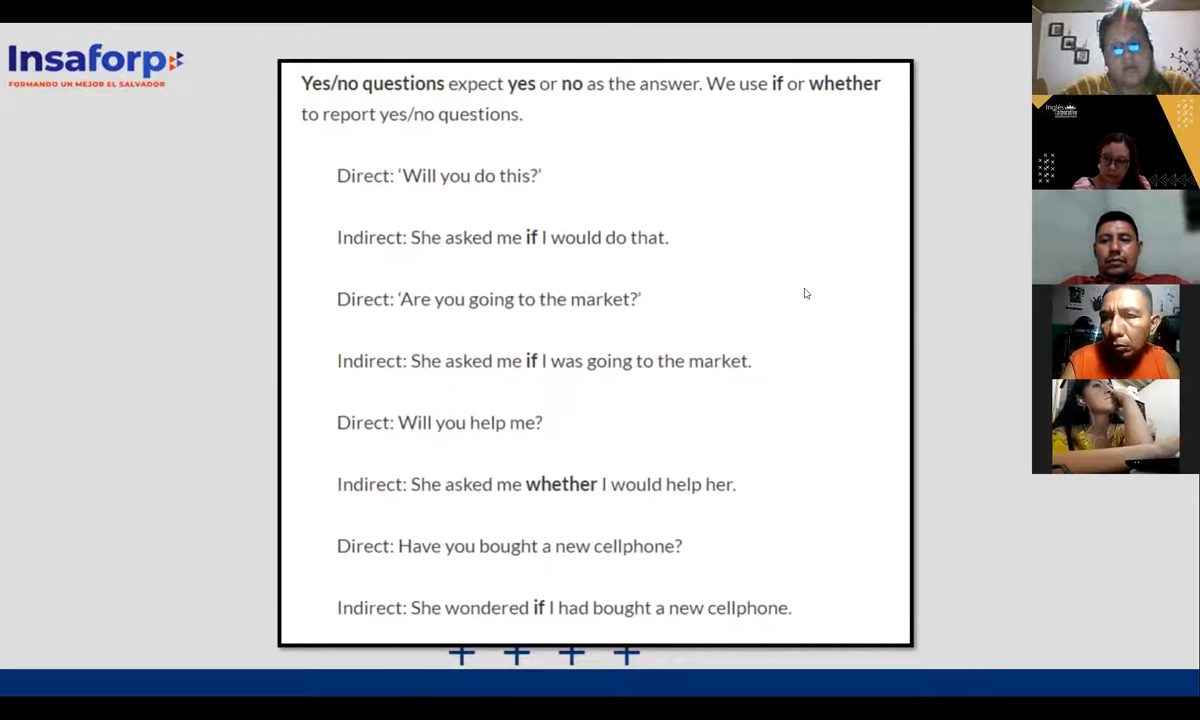 Insaforp
FORMANDO UN MEJOR EL SALVADOR
Yes/no questions expect yes or no as the answer. We use if or whether
to report yes/no questions.
Direct: ‘Will you do this?’
Indirect: She asked me if I would do that.
Direct: ‘Are you going to the market?’
Indirect: She asked me if I was going to the market.
Direct: Will you help me?
Indirect: She asked me whether I would help her.
Direct: Have you bought a new cellphone?
Indirect: She wondered if I had bought a new cellphone.
Inglés
Corporativo